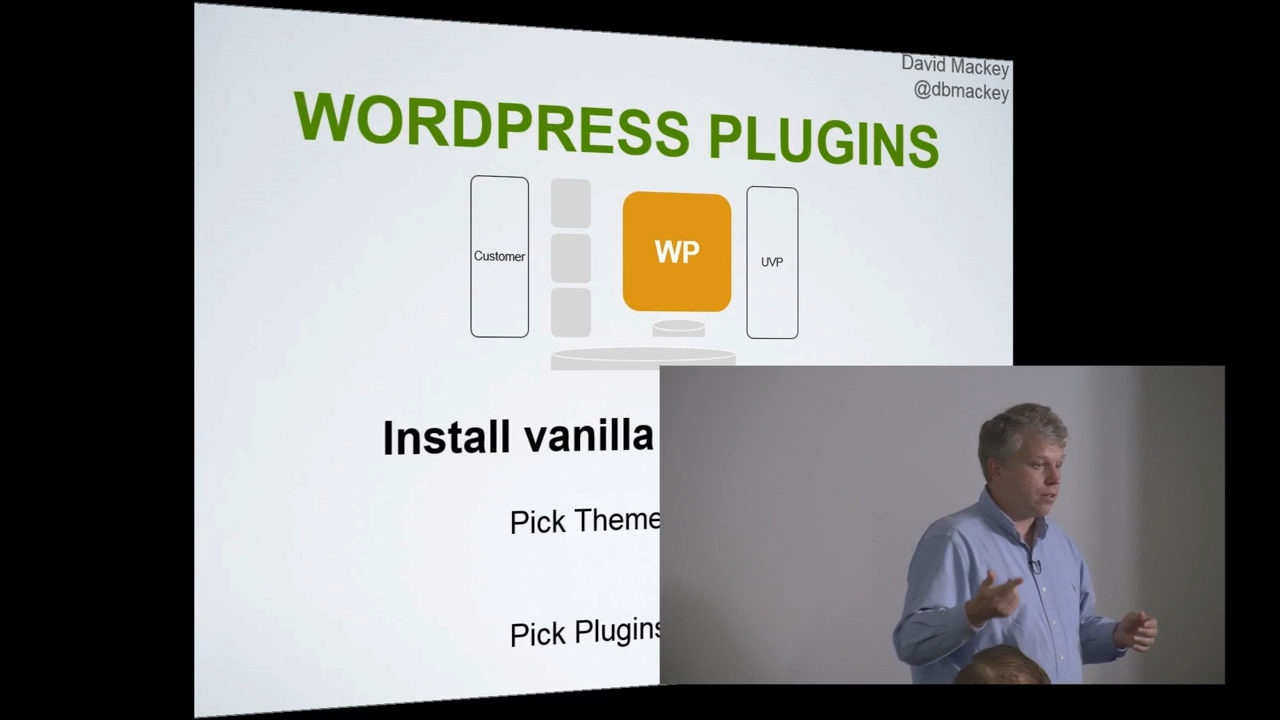 David Mackey
@dbmackey
WORDPRESS PLUGINS
Customer
WP
UVP
Install vanilla
Pick Theme
Pick Plugins